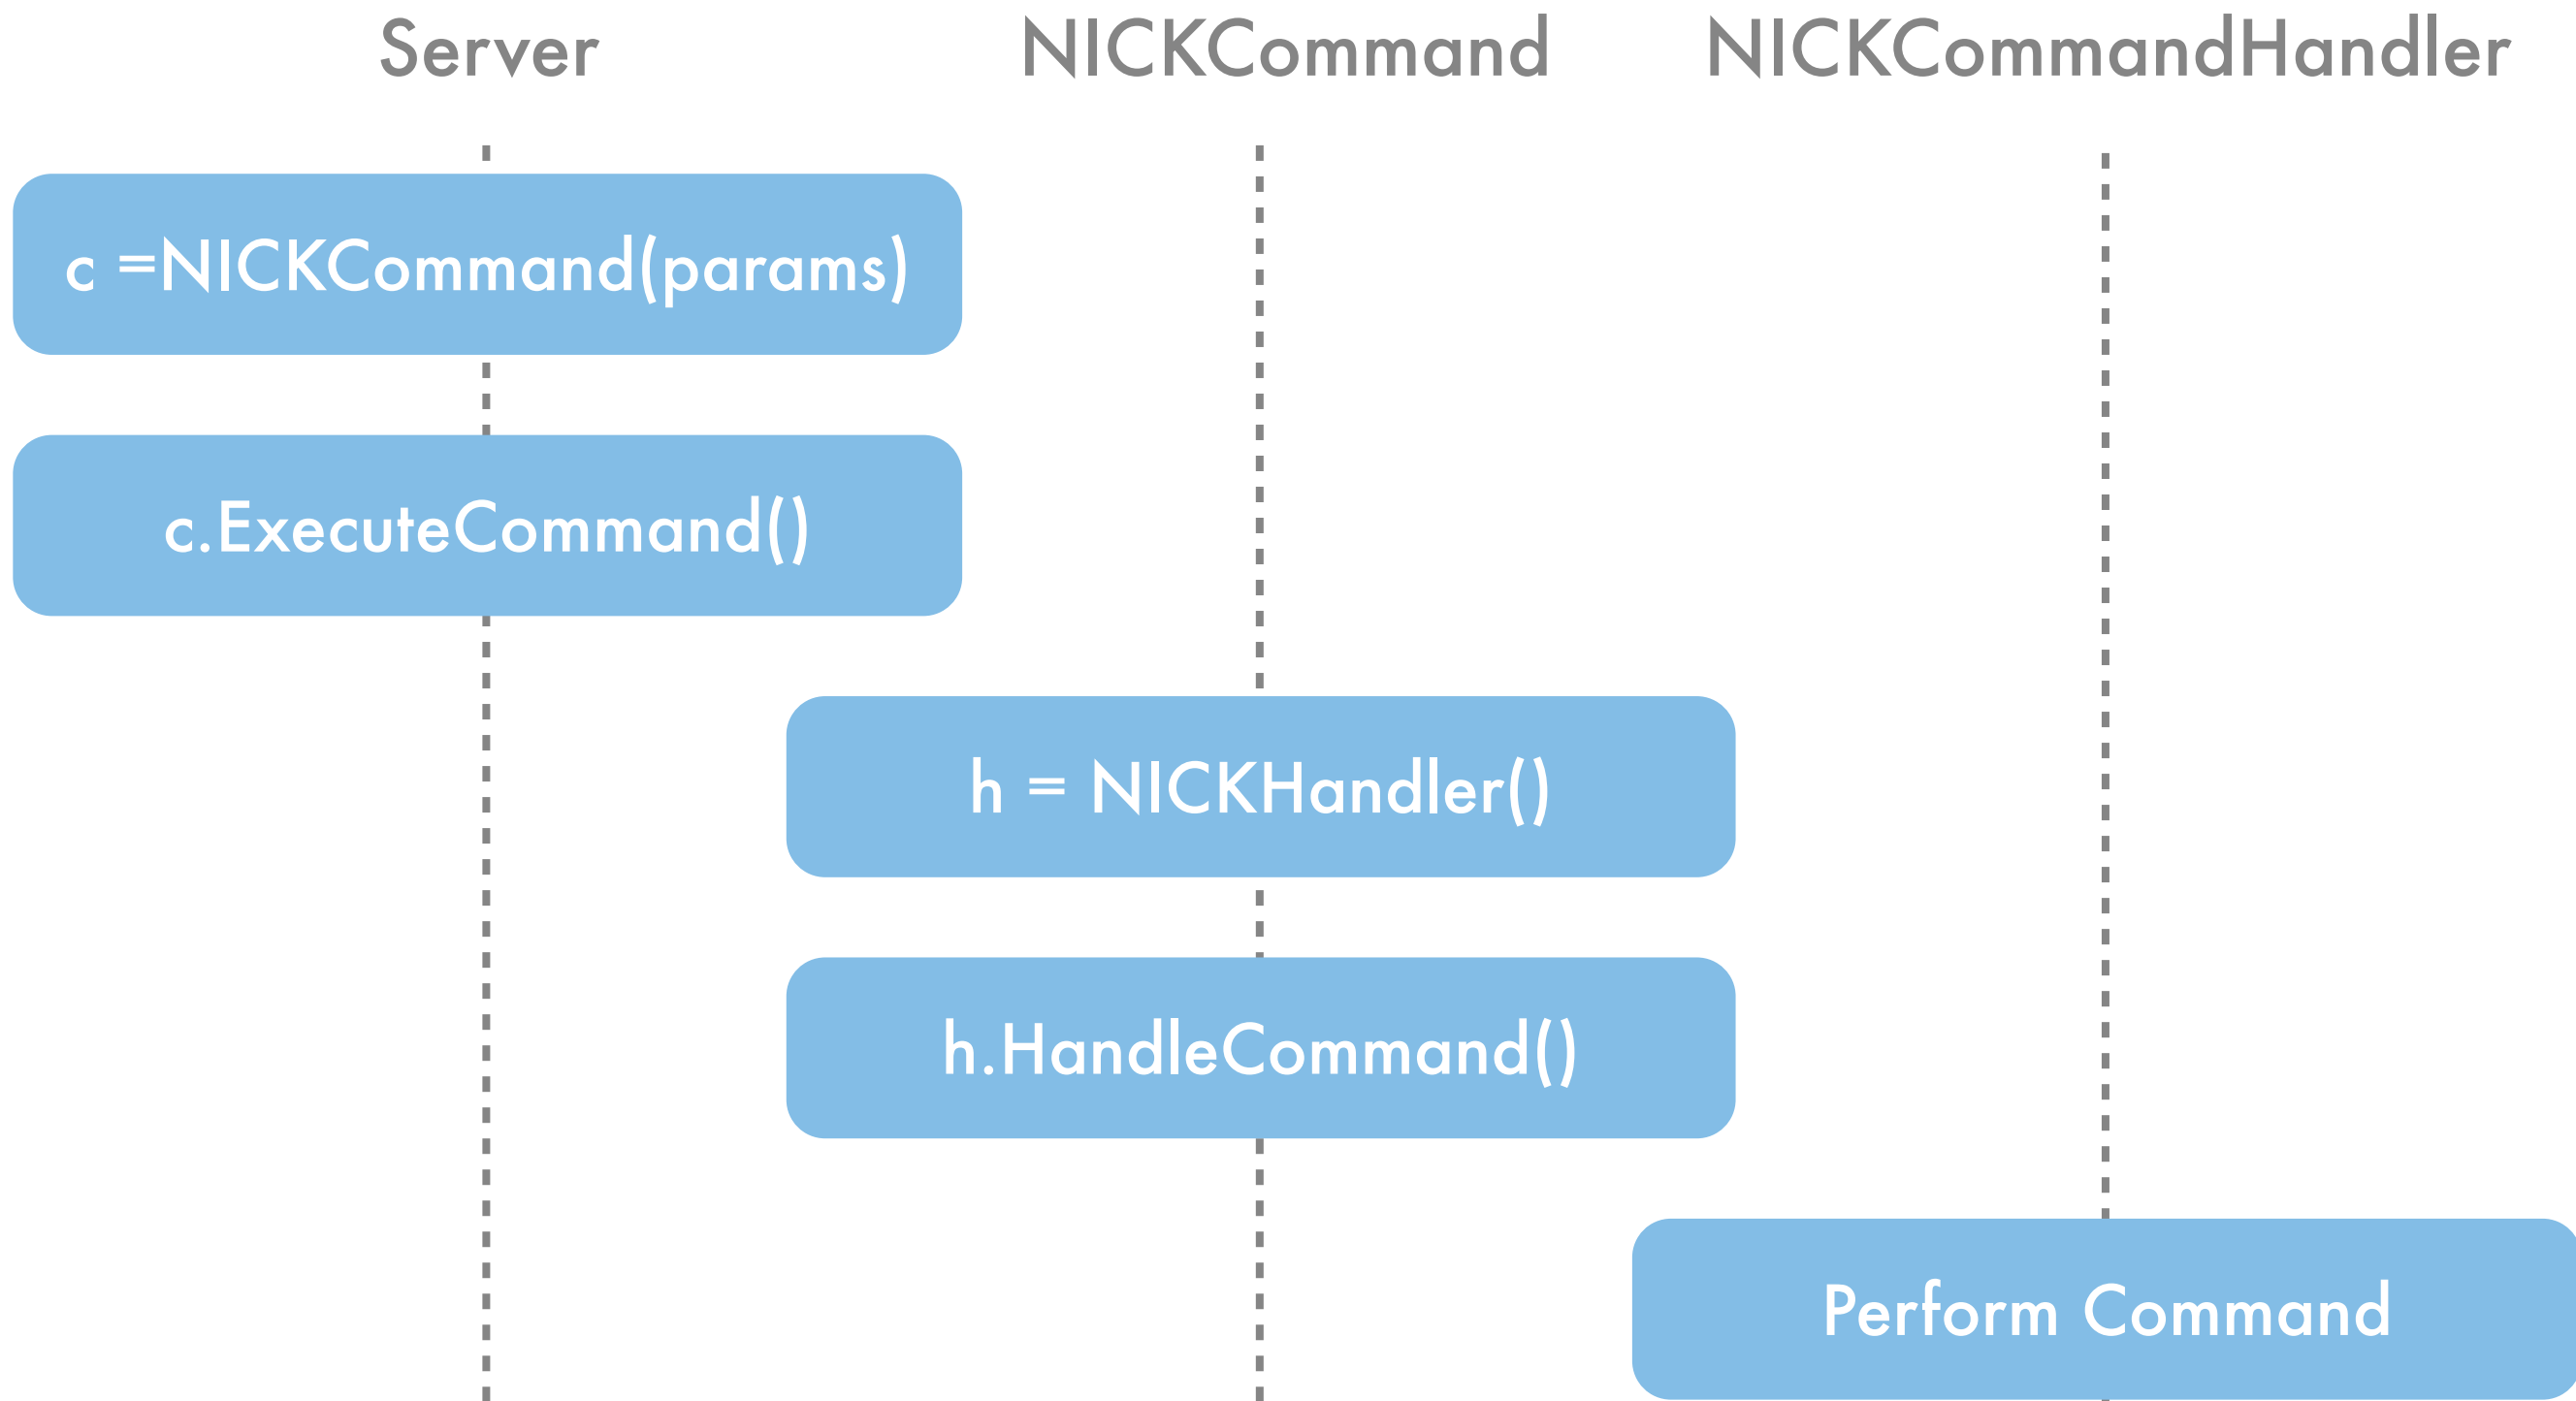 Server
NICKCommand
NICKCommandHandler
c =NICKCommand(params)
c.ExecuteCommand()
h = NICKHandler()
h.HandleCommand()
Perform Command